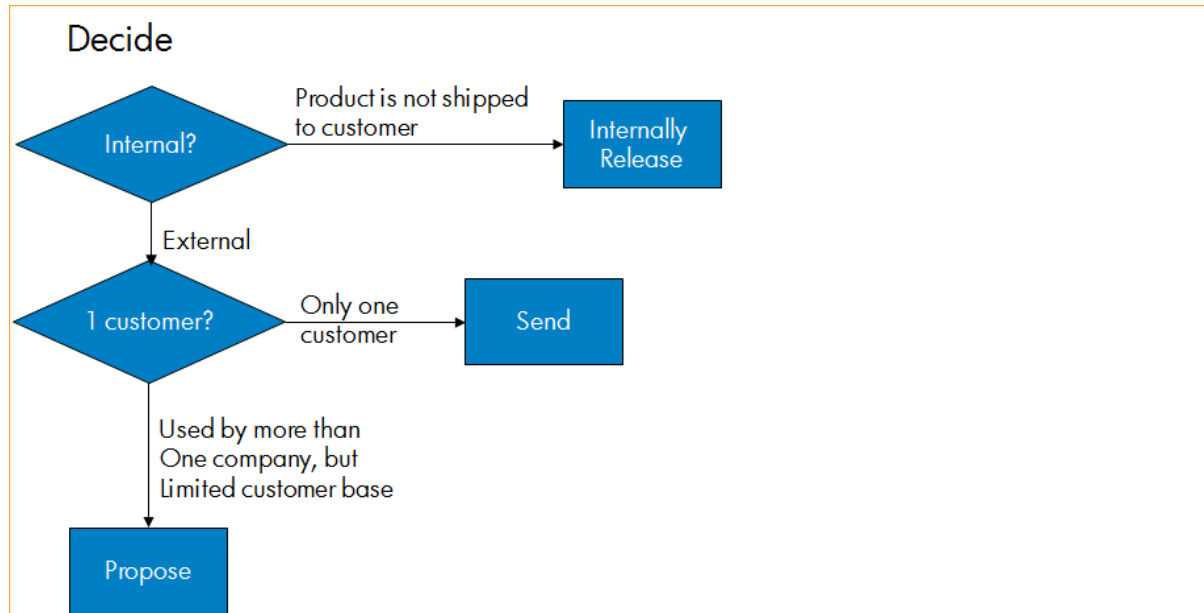 Decide
Internal?
Product is not shipped
to customer
Internally
Release
External
1 customer?
Only one
customer
Send
Used by more than
One company, but
Limited customer base
Propose